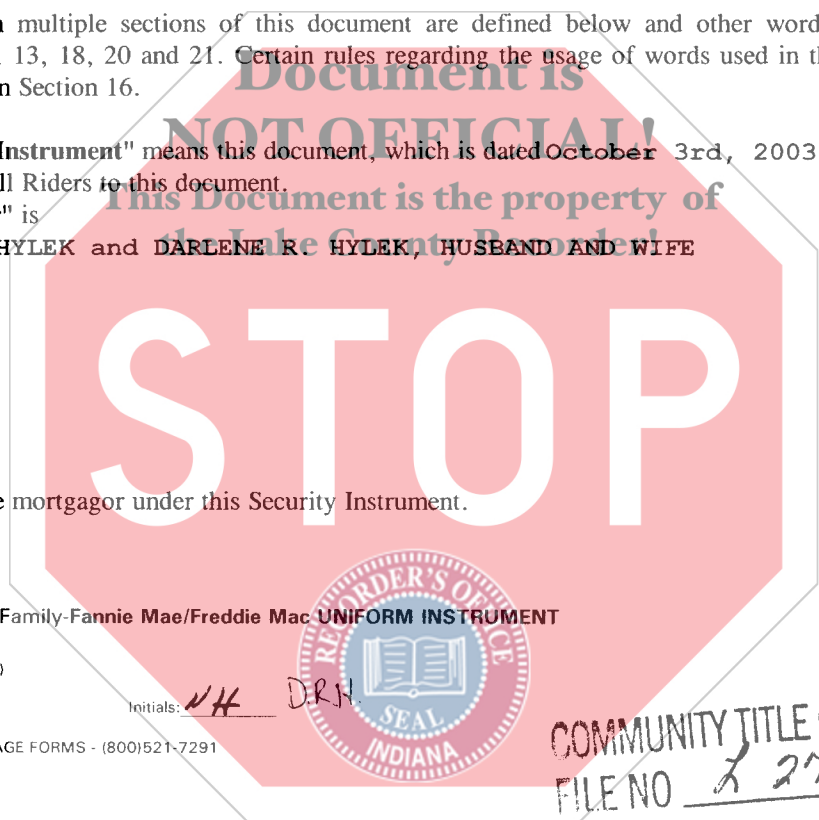 multiple sections of this document are defined below and other word
13, 18, 20 and 21. Certain rules regarding the usage of words used in th
n Section 16.
Document is
NOT OFFICIAL!
Instrument" means this document, which is dated October 3rd, 2003
ll Riders to this document.
This Document is the property of
" is
the Lake County Recorder!
HYLEK and DARLENE R. HYLEK, HUSBAND AND WIFE
STOP
e mortgagor under this Security Instrument.
Family-Fannie Mae/Freddie Mac UNIFORM INSTRUMENT
RECORDER'S OFFICE
SEAL
INDIANA
Initials: NH D.R.H.
AGE FORMS - (800)521-7291
COMMUNITY TITLE
FILE NO L 27